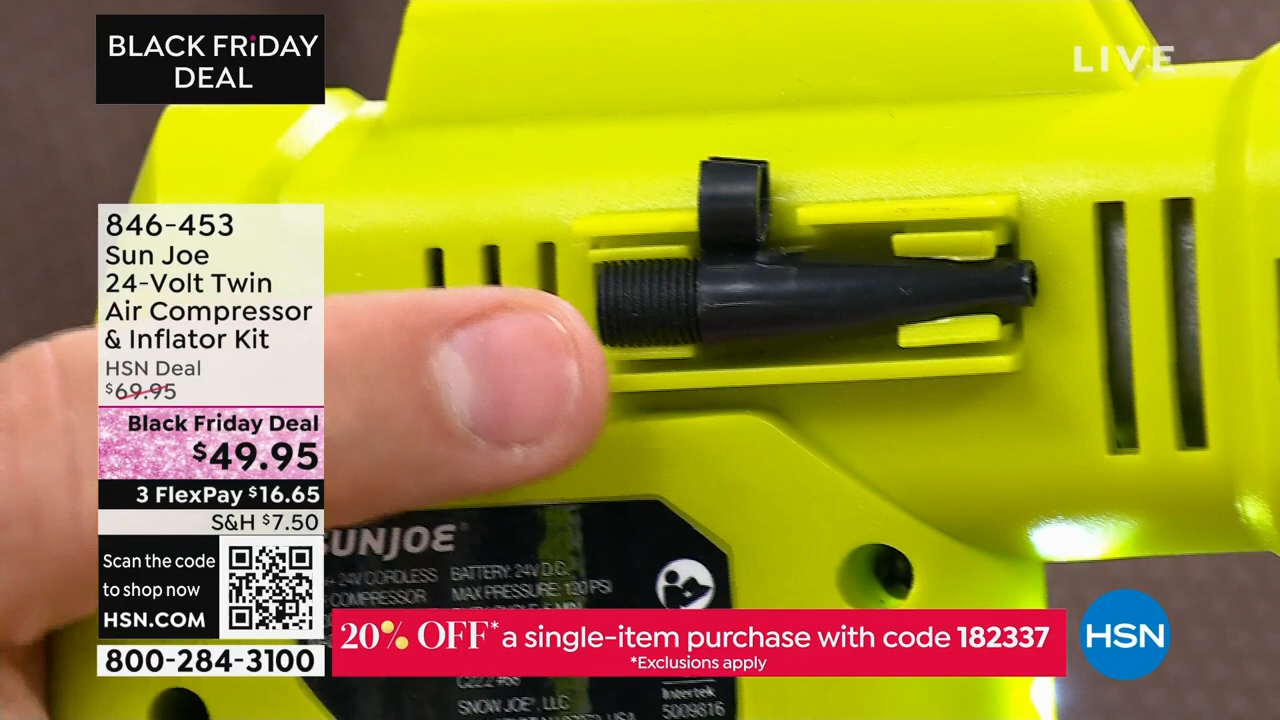 BLACK FRiDAY
DEAL
LIVE
846-453
Sun Joe
24-Volt Twin
Air Compressor
& Inflator Kit
HSN Deal
$69.95
Black Friday Deal
$49.95
3 FlexPay $16.65
S&H $7.50
Scan the code
to shop now
HSN.COM
800-284-3100
SUNJOE
24V CORDLESS
COMPRESSOR
BATTERY: 24V D.C.
MAX PRESSURE: 120 PSI
20% OFF* a single-item purchase with code 182337
*Exclusions apply
HSN
SNOW JOE®, LLC
Intertek
5009816